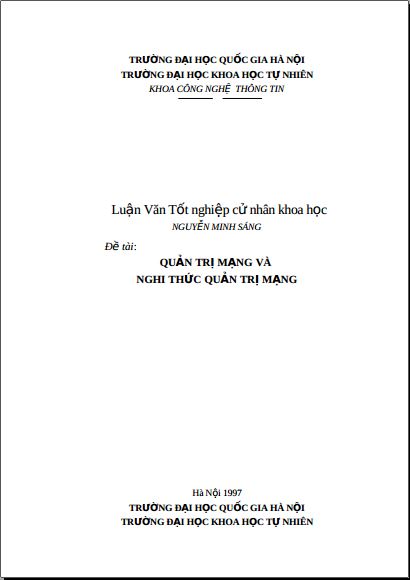 TRƯỜNG ĐẠI HỌC QUỐC GIA HÀ NỘI
TRƯỜNG ĐẠI HỌC KHOA HỌC TỰ NHIÊN
KHOA CÔNG NGHỆ THÔNG TIN
Luận Văn Tốt nghiệp cử nhân khoa học
NGUYỄN MINH SÁNG
Đề tài:
QUẢN TRỊ MẠNG VÀ
NGHI THỨC QUẢN TRỊ MẠNG
Hà Nội 1997
TRƯỜNG ĐẠI HỌC QUỐC GIA HÀ NỘI
TRƯỜNG ĐẠI HỌC KHOA HỌC TỰ NHIÊN